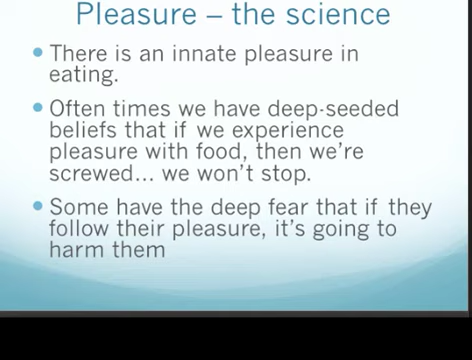 Pleasure – the science
There is an innate pleasure in
eating.
Often times we have deep-seeded
beliefs that if we experience
pleasure with food, then we're
screwed... we won't stop.
Some have the deep fear that if they
follow their pleasure, it's going to
harm them